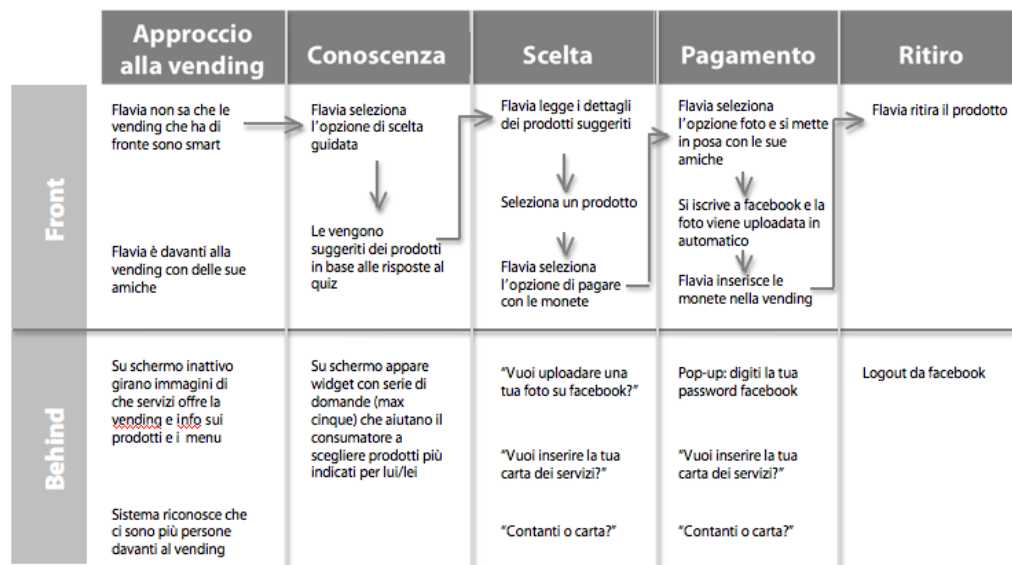 Approccio
alla vending
Conoscenza
Scelta
Pagamento
Ritiro
Front
Flavia non sa che le
vending che ha di
fronte sono smart
Flavia è davanti alla
vending con delle sue
amiche
Flavia seleziona
l'opzione di scelta
guidata
Le vengono
suggeriti dei prodotti
in base alle risposte al
quiz
Flavia legge i dettagli
dei prodotti suggeriti
Seleziona un prodotto
Flavia seleziona
l'opzione di pagare
con le monete
Flavia seleziona
l'opzione foto e si mette
in posa con le sue
amiche
Si iscrive a facebook e la
foto viene uploadata in
automatico
Flavia inserisce le
monete nella vending
Flavia ritira il prodotto
Behind
Su schermo inattivo
girano immagini di
che servizi offre la
vending e info sui
prodotti e i menu
Sistema riconosce che
ci sono più persone
davanti al vending
Su schermo appare
widget con serie di
domande (max
cinque) che aiutano il
consumatore a
scegliere prodotti più
indicati per lui/lei
"Vuoi uploadare una
tua foto su facebook?"
"Vuoi inserire la tua
carta dei servizi?"
"Contanti o carta?"
Pop-up: digiti la tua
password facebook
"Vuoi inserire la tua
carta dei servizi?"
"Contanti o carta?"
Logout da facebook